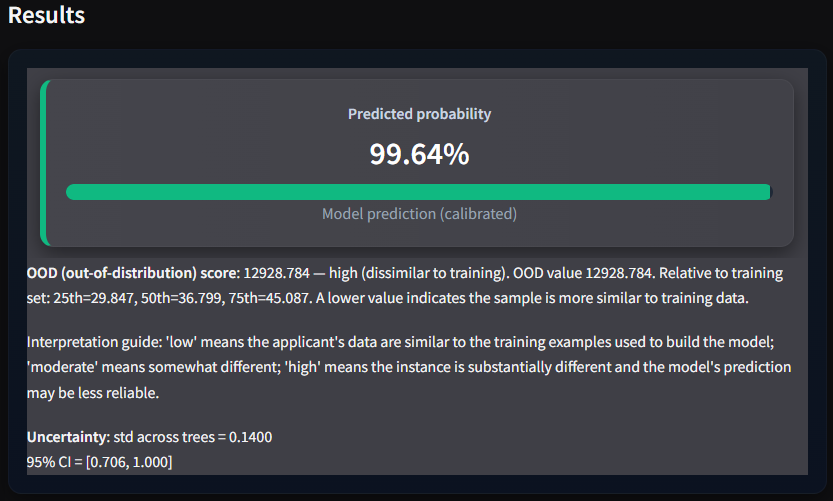 Results
Predicted probability
99.64%
Model prediction (calibrated)
OOD (out-of-distribution) score: 12928.784 — high (dissimilar to training). OOD value 12928.784. Relative to training
set: 25th=29.847, 50th=36.799, 75th=45.087. A lower value indicates the sample is more similar to training data.
Interpretation guide: 'low' means the applicant's data are similar to the training examples used to build the model;
'moderate' means somewhat different; 'high' means the instance is substantially different and the model's prediction
may be less reliable.
Uncertainty: std across trees = 0.1400
95% CI = [0.706, 1.000]